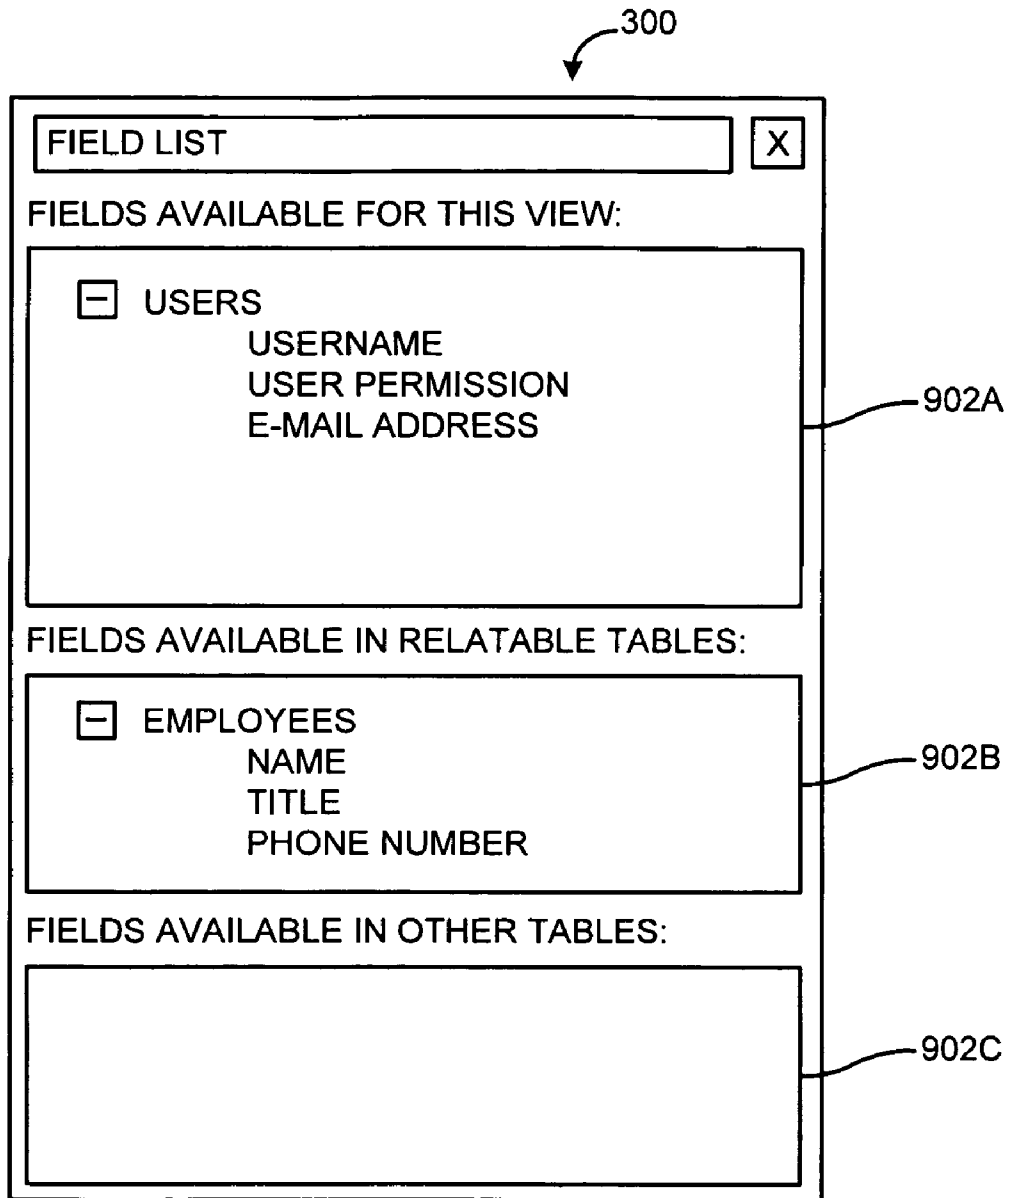 300
FIELD LIST
X
FIELDS AVAILABLE FOR THIS VIEW:
USERS
USERNAME
USER PERMISSION
E-MAIL ADDRESS
902A
FIELDS AVAILABLE IN RELATABLE TABLES:
EMPLOYEES
NAME
TITLE
PHONE NUMBER
902B
FIELDS AVAILABLE IN OTHER TABLES:
902C